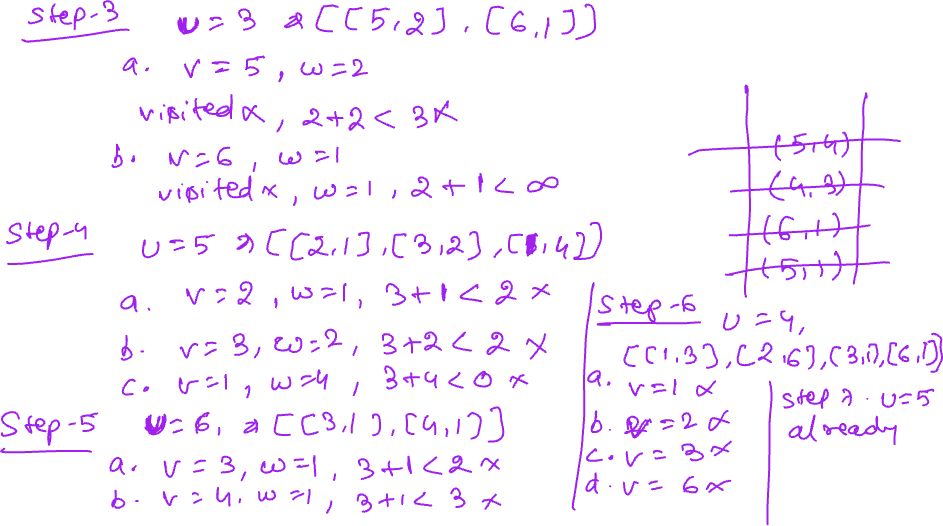 Step-3 u=3 → [[5,2], [6,1]]
a. v=5, w=2
visited x, 2+2<3x
b. v=6, w=1
visited x, w=1, 2+1<∞
Step-4 u=5 → [[2,1],[3,2],[1,4]]
a. v=2, w=1, 3+1<2 x
b. v=3, w=2, 3+2<2 x
c. v=1, w=4, 3+4<0 x
Step-5 u=6, → [[3,1],[4,1]]
a. v=3, w=1, 3+1<2 x
b. v=4. w=1, 3+1<3 x
(5,4)
(4,3)
(6,1)
(5,1)
Step-6 u=4,
[[1,3],[2,6],[3,1],[6,1]]
a. v=1 x
b. v=2 x
c. v=3 x
d. v=6 x
Step 7. u=5
already